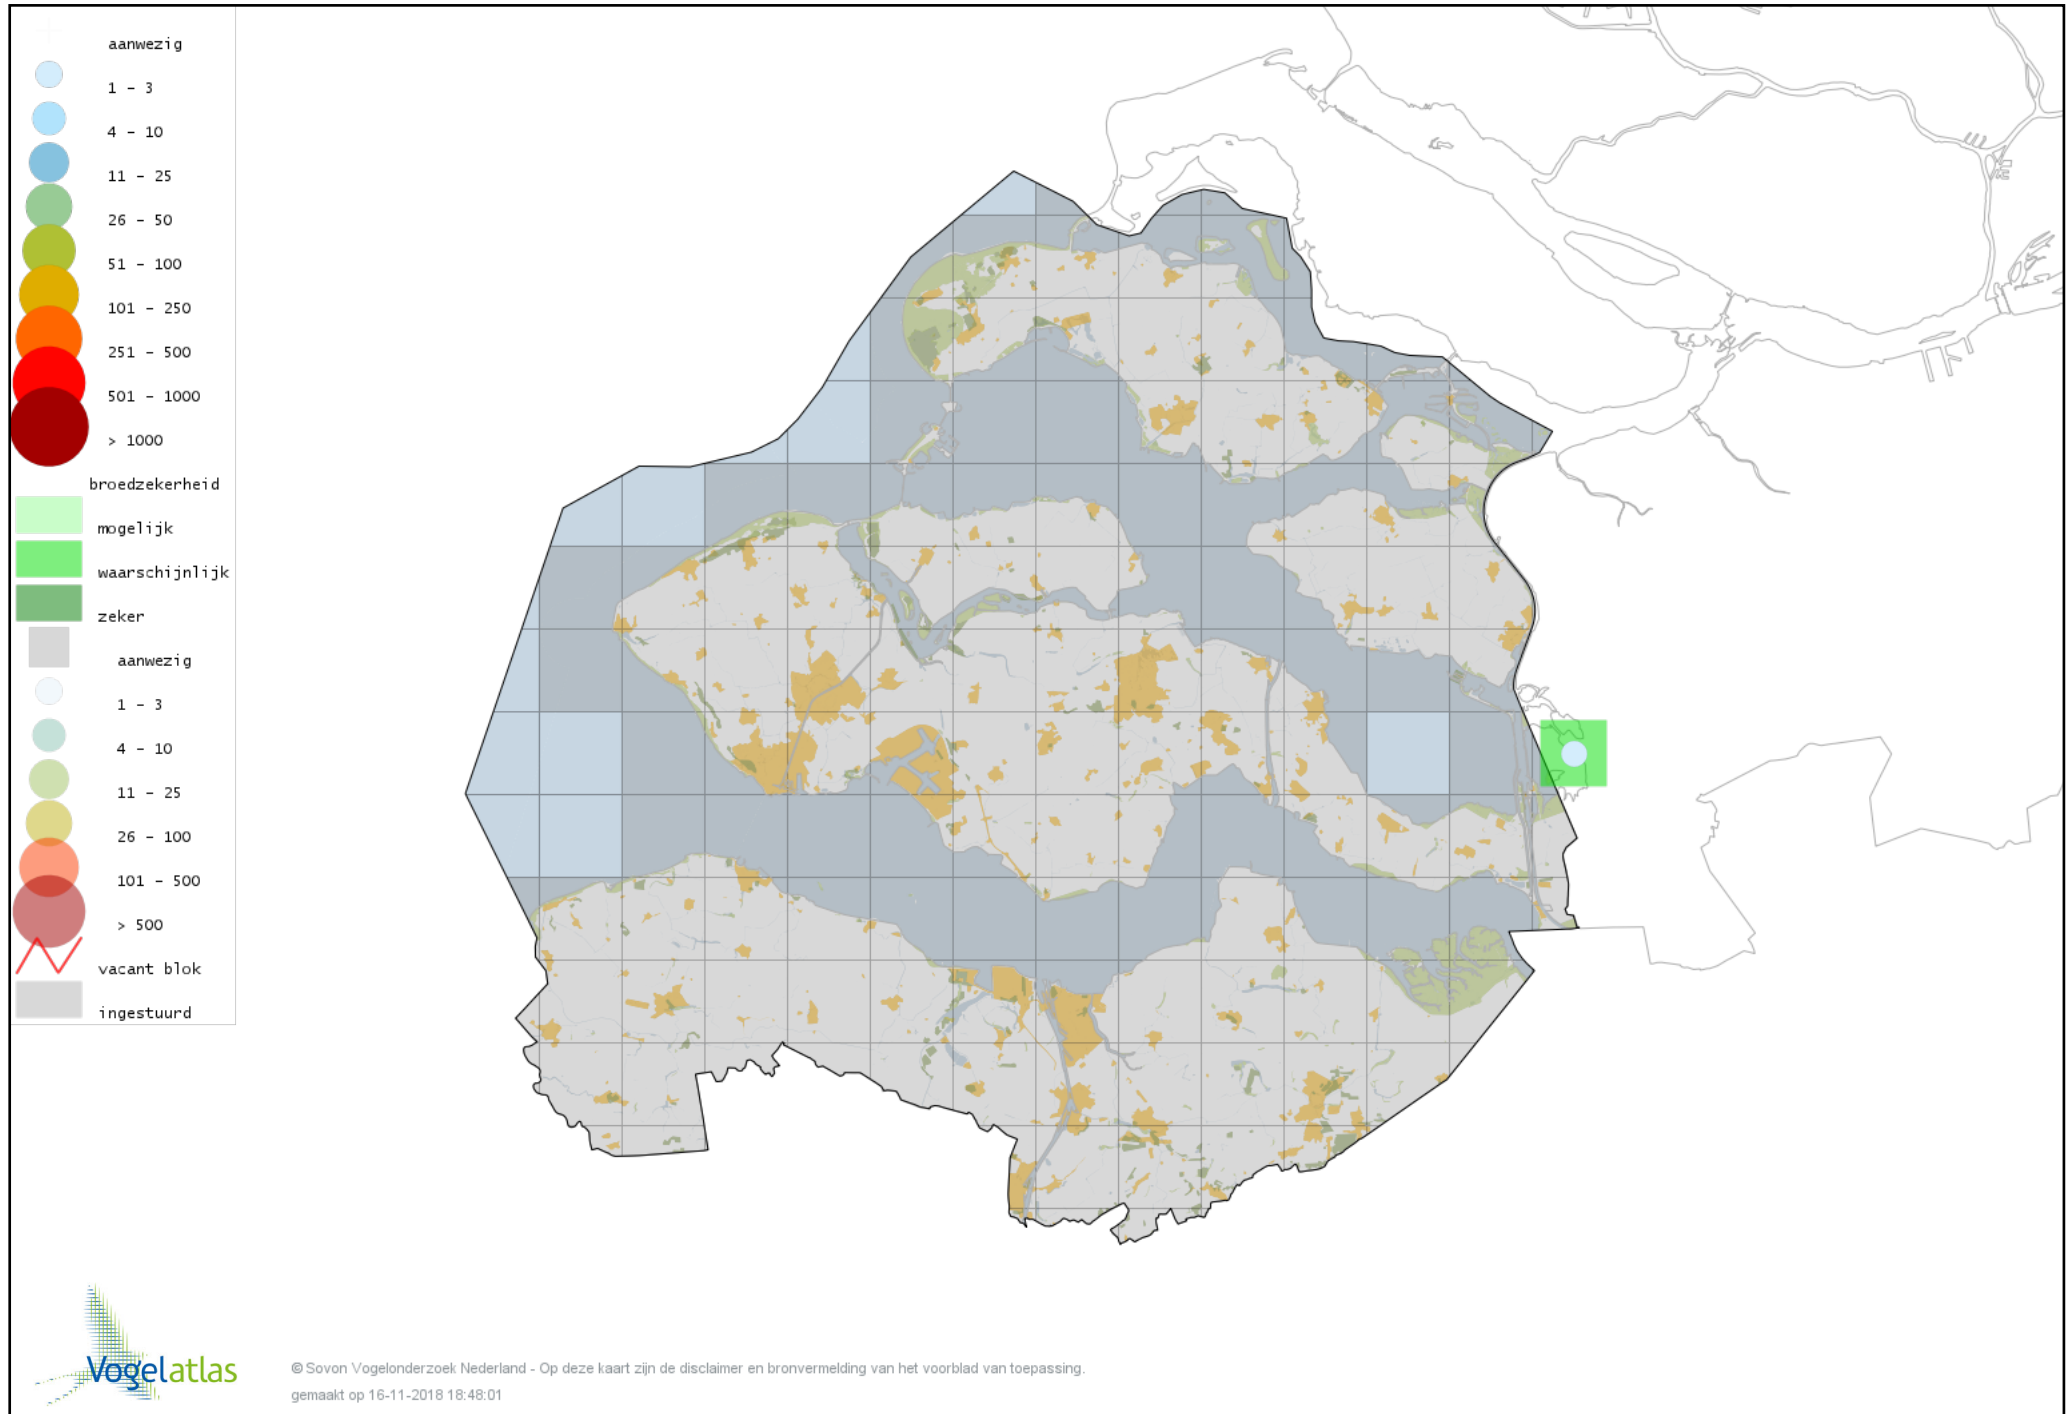 aanwezig
1 - 3
4 - 10
11 - 25
26 - 50
51 - 100
101 - 250
251 - 500
501 - 1000
> 1000
broedzekerheid
mogelijk
waarschijnlijk
zeker
aanwezig
1 - 3
4 - 10
11 - 25
26 - 100
101 - 500
> 500
vacant blok
ingestuurd
Vogelatlas
© Sovon Vogelonderzoek Nederland - Op deze kaart zijn de disclaimer en bronvermelding van het voorblad van toepassing.
gemaakt op 16-11-2018 18:48:01